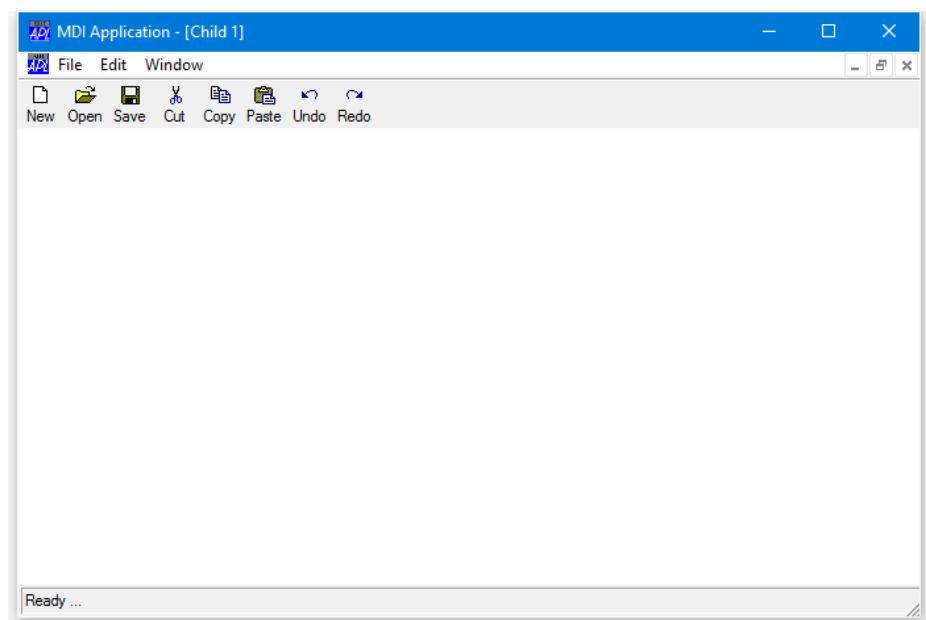 MDI Application - [Child 1]
File Edit Window
New Open Save Cut Copy Paste Undo Redo
Ready ...